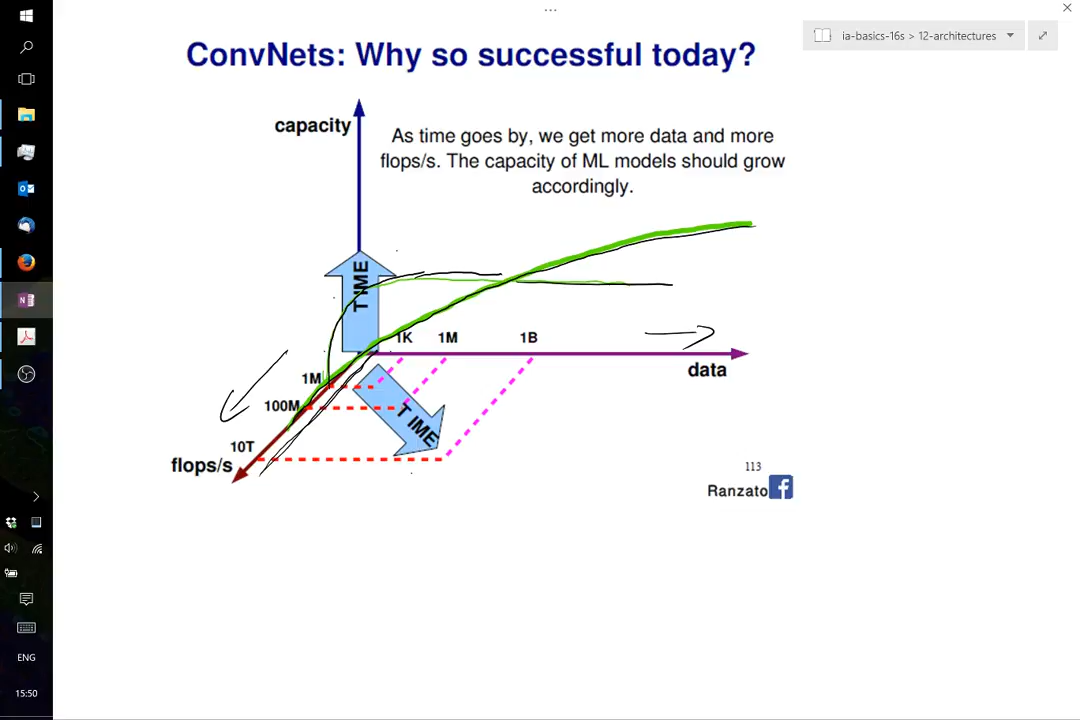 ...
ia-basics-16s > 12-architectures
ConvNets: Why so successful today?
capacity
As time goes by, we get more data and more
flops/s. The capacity of ML models should grow
accordingly.
TIME
1K
1M
1B
data
1M
100M
10T
flops/s
T IME
113
Ranzato
ENG
15:50